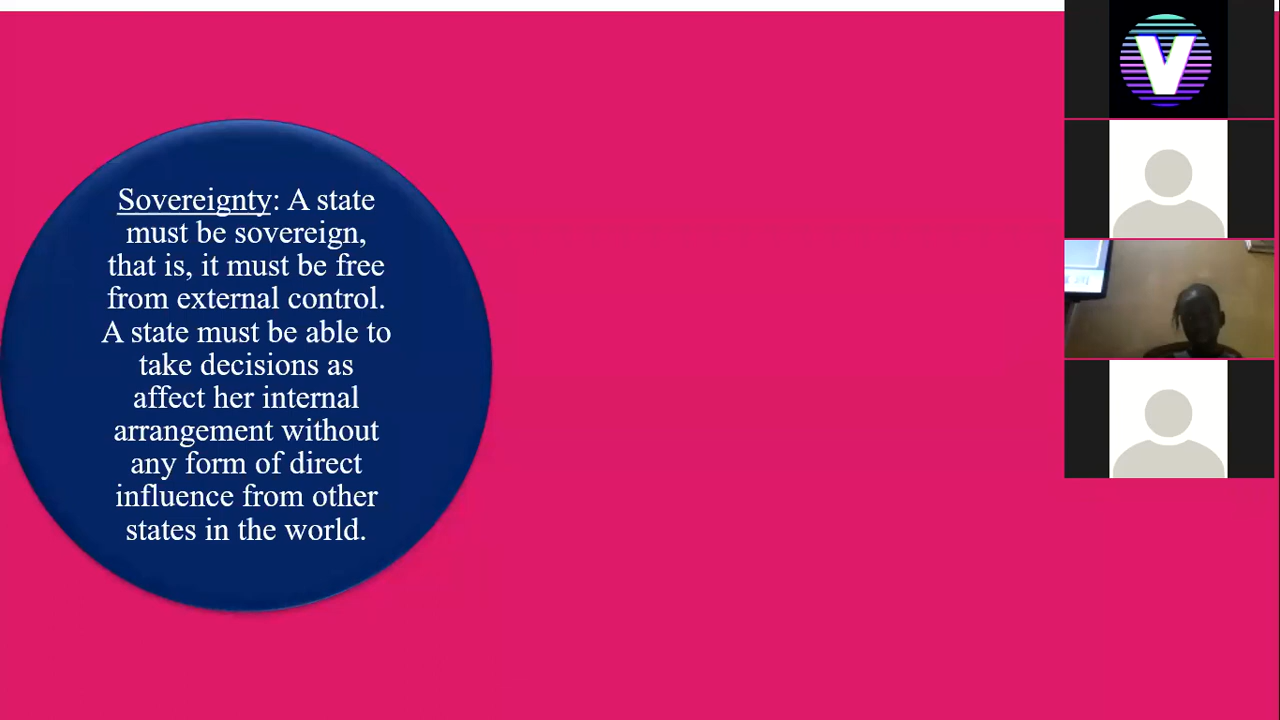 V
Sovereignty: A state
must be sovereign,
that is, it must be free
from external control.
A state must be able to
take decisions as
affect her internal
arrangement without
any form of direct
influence from other
states in the world.